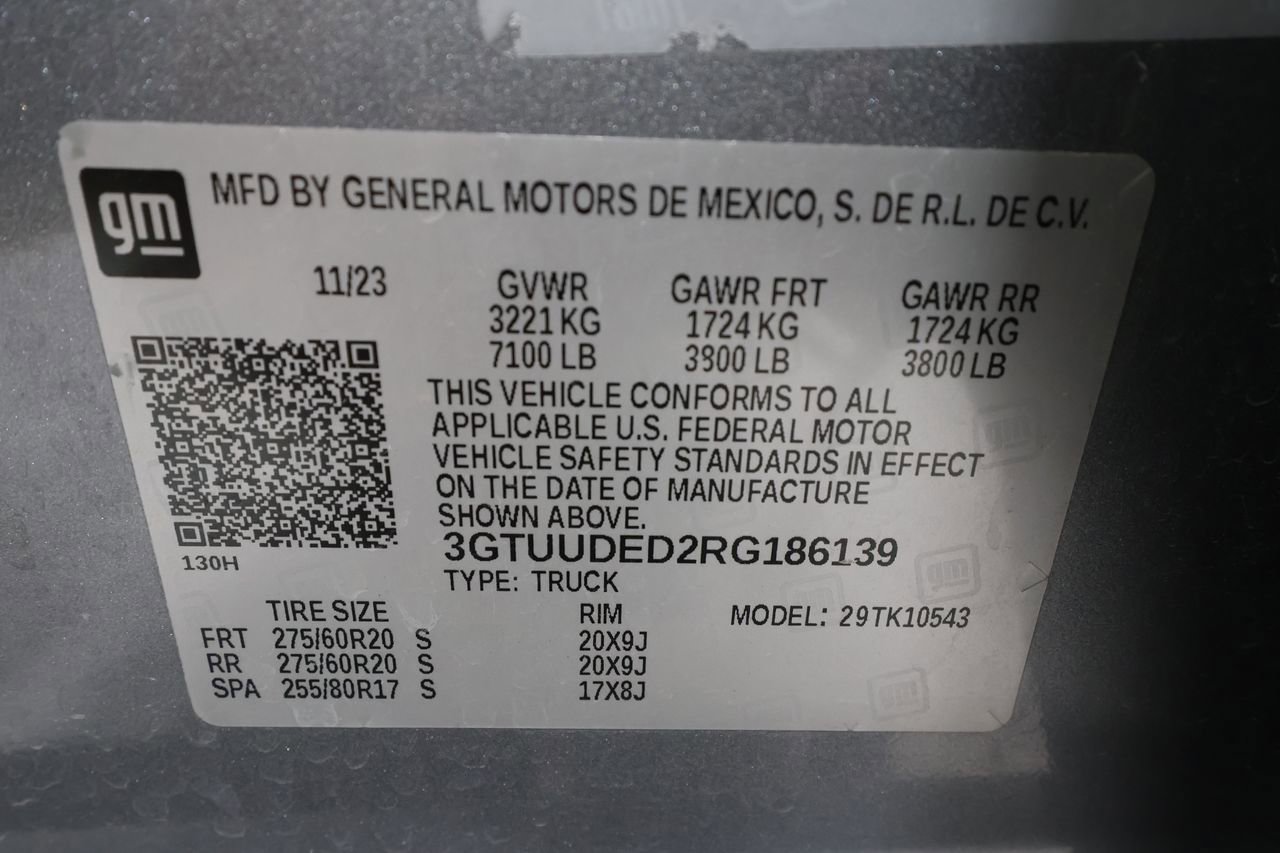 gm
MFD BY GENERAL MOTORS DE MEXICO, S. DE R.L. DE C.V.
11/23 GVWR GAWR FRT GAWR RR
3221 KG 1724 KG 1724 KG
7100 LB 3800 LB 3800 LB
THIS VEHICLE CONFORMS TO ALL
APPLICABLE U.S. FEDERAL MOTOR
VEHICLE SAFETY STANDARDS IN EFFECT
ON THE DATE OF MANUFACTURE
SHOWN ABOVE.
130H
3GTUUDED2RG186139
TYPE: TRUCK
TIRE SIZE RIM MODEL: 29TK10543
FRT 275/60R20 S 20X9J
RR 275/60R20 S 20X9J
SPA 255/80R17 S 17X8J